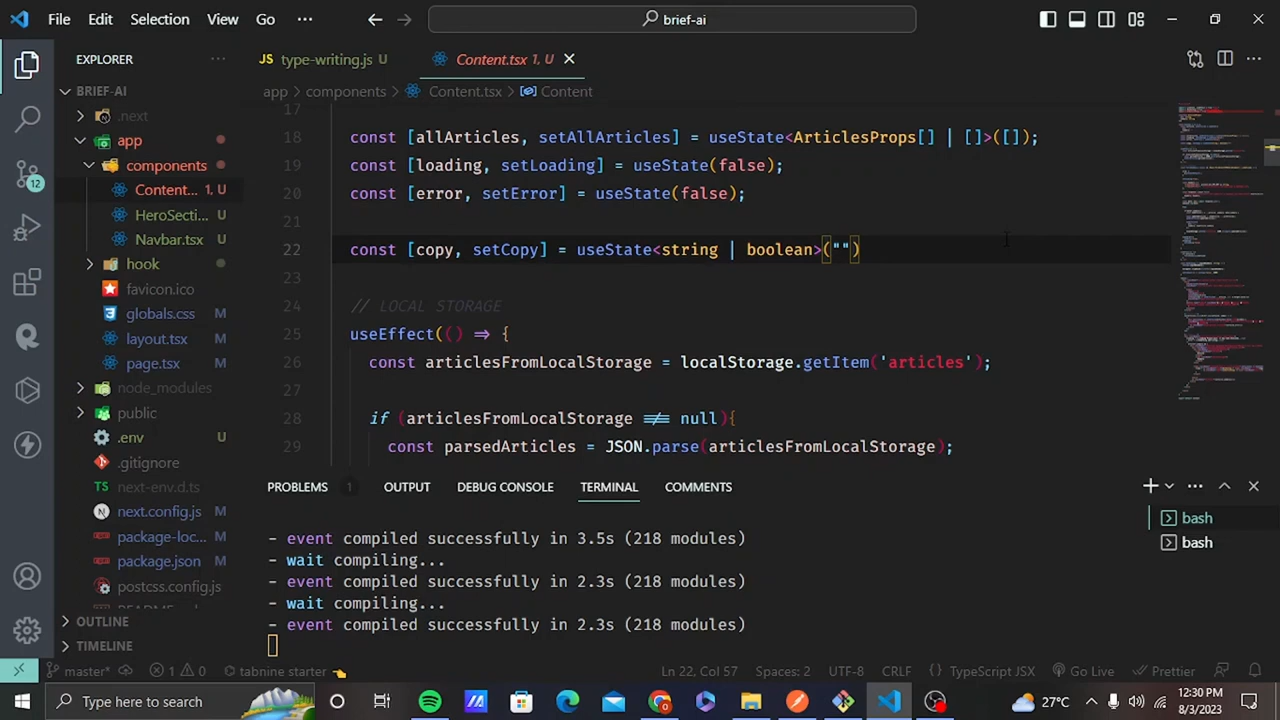 File Edit Selection View Go ··· brief-ai
EXPLORER
BRIEF-AI
.next
app
components
Content... 1, U
HeroSecti... U
Navbar.tsx U
hook
favicon.ico
globals.css M
layout.tsx M
page.tsx M
node_modules
public
.env U
.gitignore
next-env.d.ts
next.config.js M
package-loc... M
package.json M
postcss.config.js
OUTLINE
TIMELINE
12
type-writing.js U Content.tsx 1, U
app > components > Content.tsx > Content
17
18 const [allArticles, setAllArticles] = useState<ArticlesProps[] | []>([]);
19 const [loading, setLoading] = useState(false);
20 const [error, setError] = useState(false);
21
22 const [copy, setCopy] = useState<string | boolean>("")
23
24 // LOCAL STORAGE
25 useEffect(() => {
26 const articlesFromLocalStorage = localStorage.getItem('articles');
27
28 if (articlesFromLocalStorage !== null){
29 const parsedArticles = JSON.parse(articlesFromLocalStorage);
PROBLEMS 1 OUTPUT DEBUG CONSOLE TERMINAL COMMENTS
- event compiled successfully in 3.5s (218 modules)
- wait compiling...
- event compiled successfully in 2.3s (218 modules)
- wait compiling...
- event compiled successfully in 2.3s (218 modules)
bash
bash
master* 1 0 tabnine starter Ln 22, Col 57 Spaces: 2 UTF-8 CRLF {} TypeScript JSX Go Live Prettier
Type here to search 27°C 12:30 PM
8/3/2023